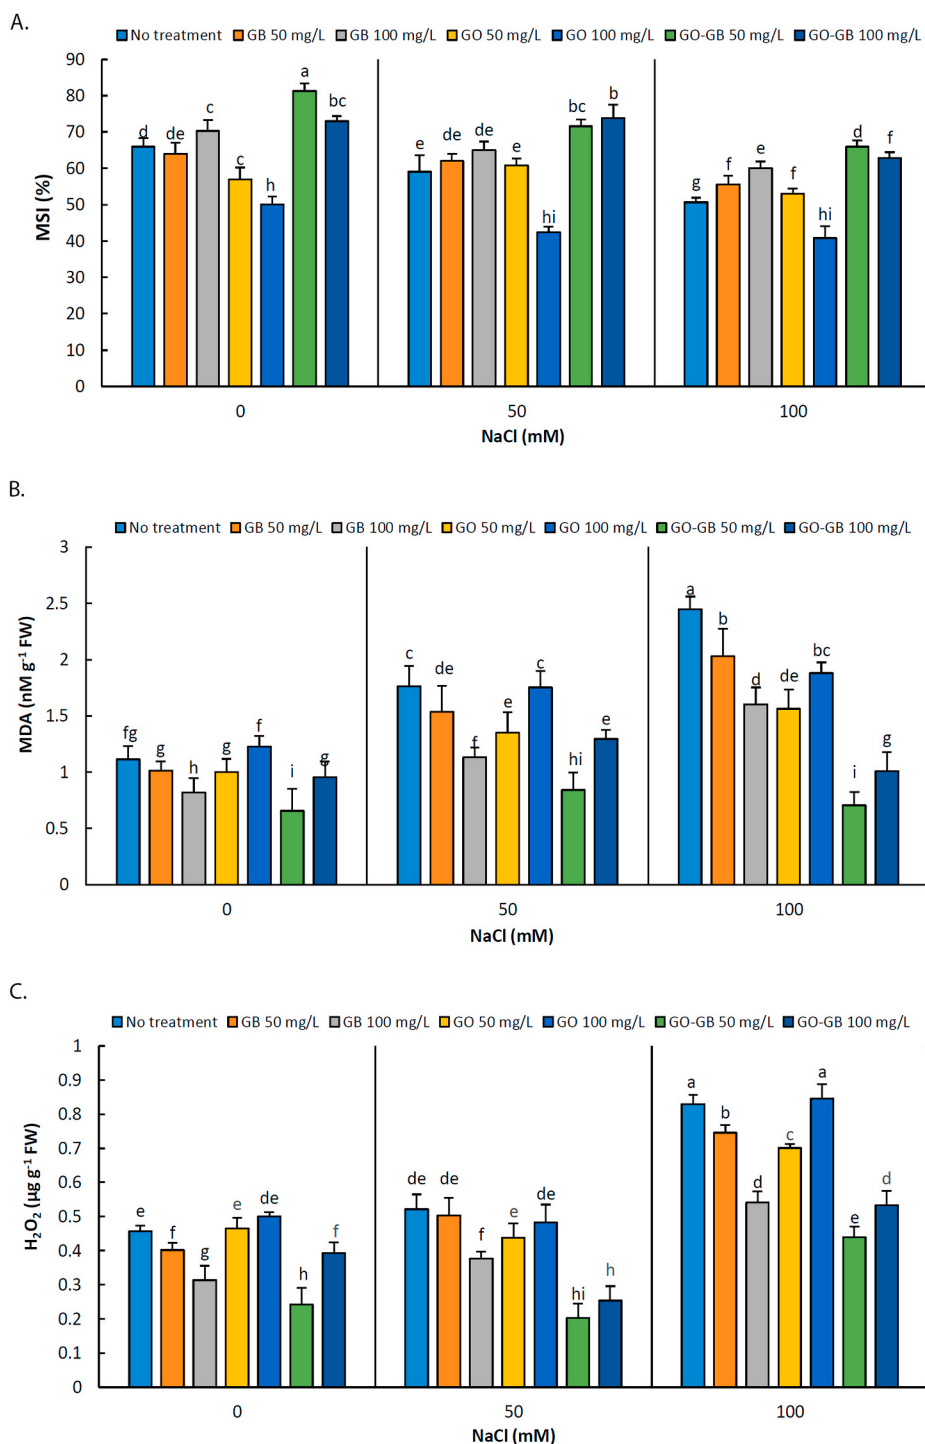 A.
No treatment GB 50 mg/L GB 100 mg/L GO 50 mg/L GO 100 mg/L GO-GB 50 mg/L GO-GB 100 mg/L
90
80
70
60
50
40
30
20
10
0
MSI (%)
d de c c h a bc
e de de e hi bc b
g f e f hi d f
0 50 100
NaCl (mM)
B.
No treatment GB 50 mg/L GB 100 mg/L GO 50 mg/L GO 100 mg/L GO-GB 50 mg/L GO-GB 100 mg/L
3
2.5
2
1.5
1
0.5
0
MDA (nM g-1 FW)
fg g h g f i g
c de f e c hi e
a b d de bc i g
0 50 100
NaCl (mM)
C.
No treatment GB 50 mg/L GB 100 mg/L GO 50 mg/L GO 100 mg/L GO-GB 50 mg/L GO-GB 100 mg/L
1
0.9
0.8
0.7
0.6
0.5
0.4
0.3
0.2
0.1
0
H2O2 (µg g-1 FW)
e f g e de h f
de de f e de hi h
a b d c a e d
0 50 100
NaCl (mM)